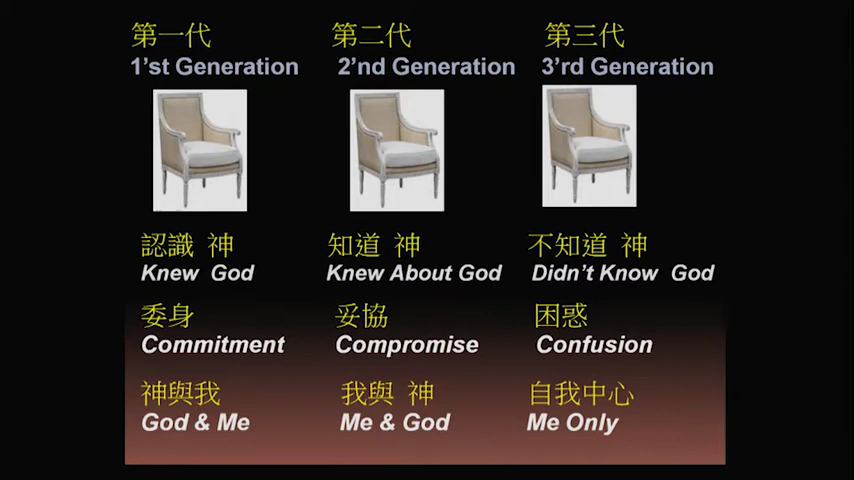 第一代 第二代 第三代
1'st Generation 2'nd Generation 3'rd Generation
認識 神 知道 神 不知道 神
Knew God Knew About God Didn't Know God
委身 妥協 困惑
Commitment Compromise Confusion
神與我 我與 神 自我中心
God & Me Me & God Me Only